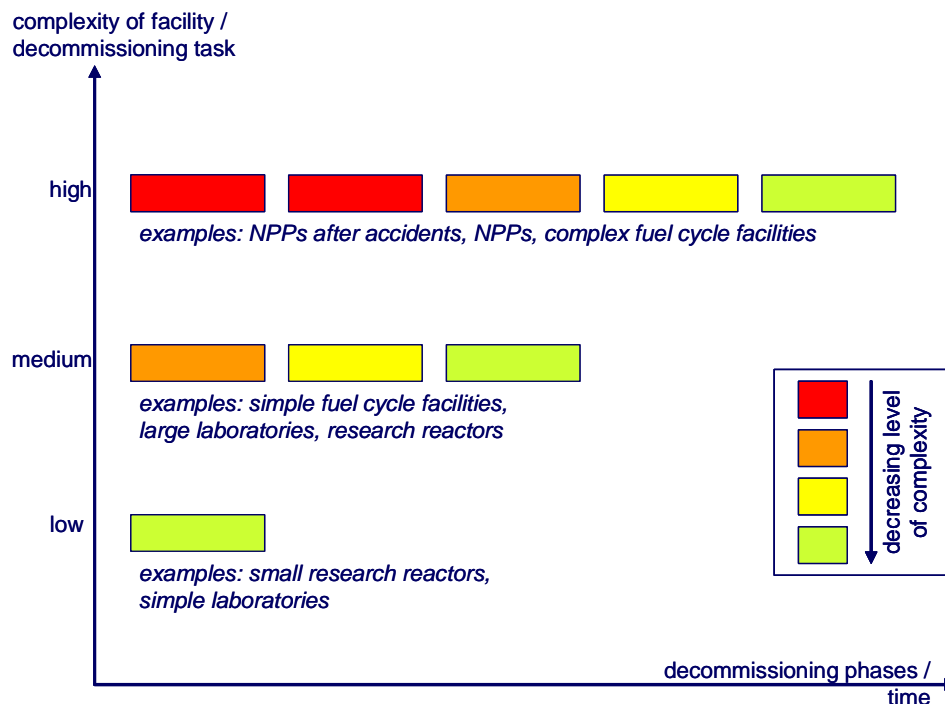 complexity of facility /
decommissioning task
high
examples: NPPs after accidents, NPPs, complex fuel cycle facilities
medium
examples: simple fuel cycle facilities,
large laboratories, research reactors
decreasing level
of complexity
low
examples: small research reactors,
simple laboratories
decommissioning phases /
time